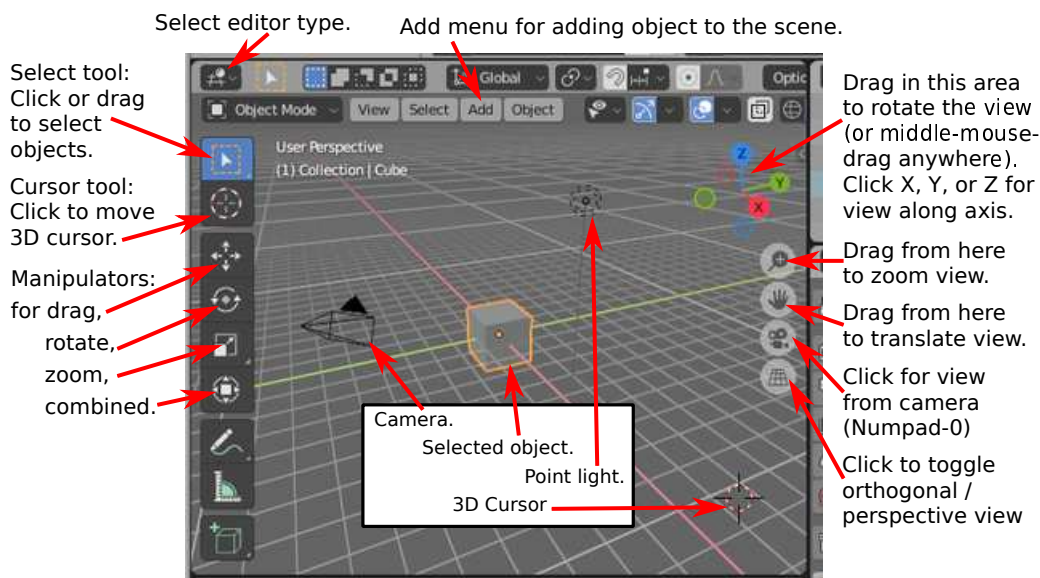 Select editor type.
Add menu for adding object to the scene.
Select tool:
Click or drag
to select
objects.
Cursor tool:
Click to move
3D cursor.
Manipulators:
for drag,
rotate,
zoom,
combined.
Global
Optic
Object Mode
View
Select
Add
Object
User Perspective
(1) Collection | Cube
Z
Y
X
Camera.
Selected object.
Point light.
3D Cursor
Drag in this area
to rotate the view
(or middle-mouse-
drag anywhere).
Click X, Y, or Z for
view along axis.
Drag from here
to zoom view.
Drag from here
to translate view.
Click for view
from camera
(Numpad-0)
Click to toggle
orthogonal /
perspective view